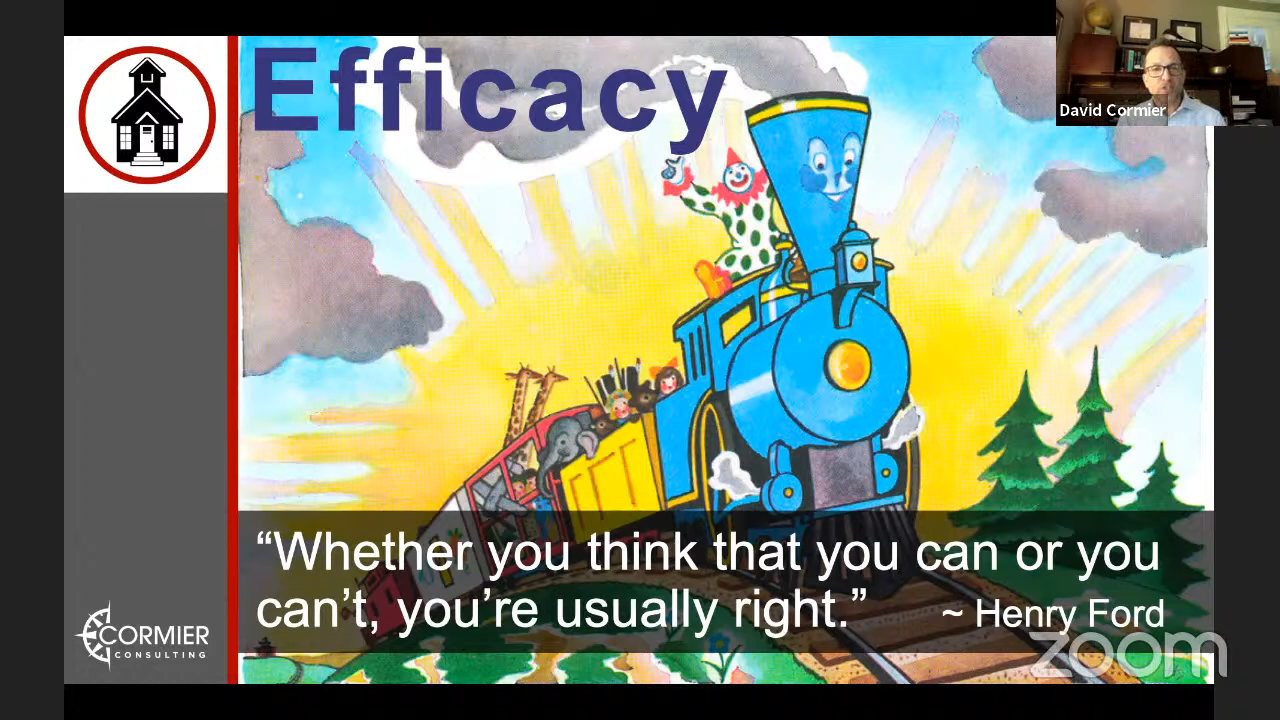 Efficacy
David Cormier
“Whether you think that you can or you
can’t, you’re usually right.” ~ Henry Ford
CORMIER
CONSULTING
zoom